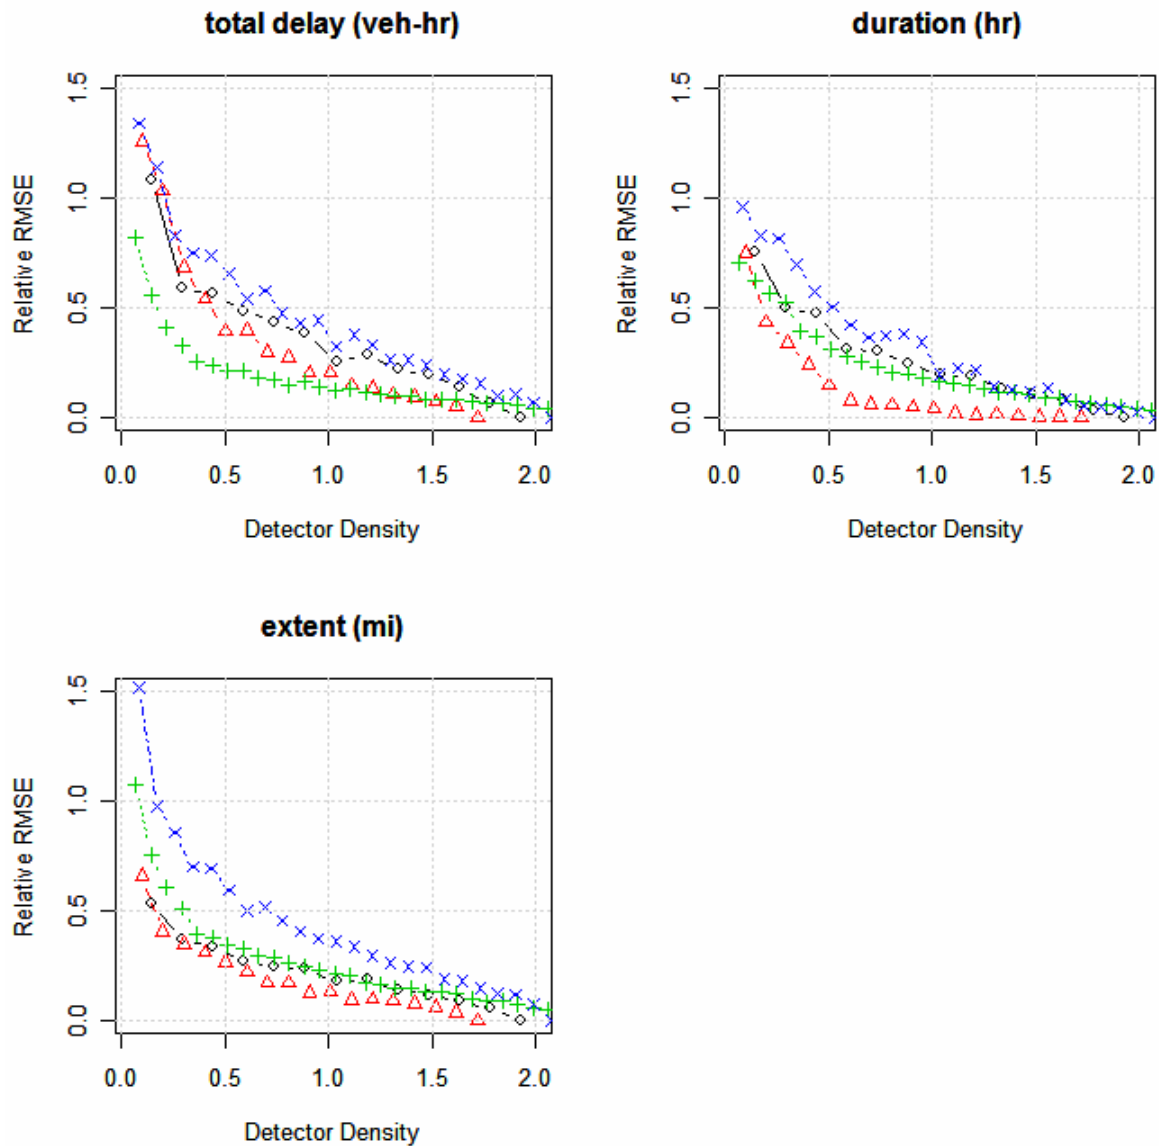 total delay (veh-hr)
Relative RMSE
1.5
1.0
0.5
0.0
0.0 0.5 1.0 1.5 2.0
Detector Density
duration (hr)
Relative RMSE
1.5
1.0
0.5
0.0
0.0 0.5 1.0 1.5 2.0
Detector Density
extent (mi)
Relative RMSE
1.5
1.0
0.5
0.0
0.0 0.5 1.0 1.5 2.0
Detector Density